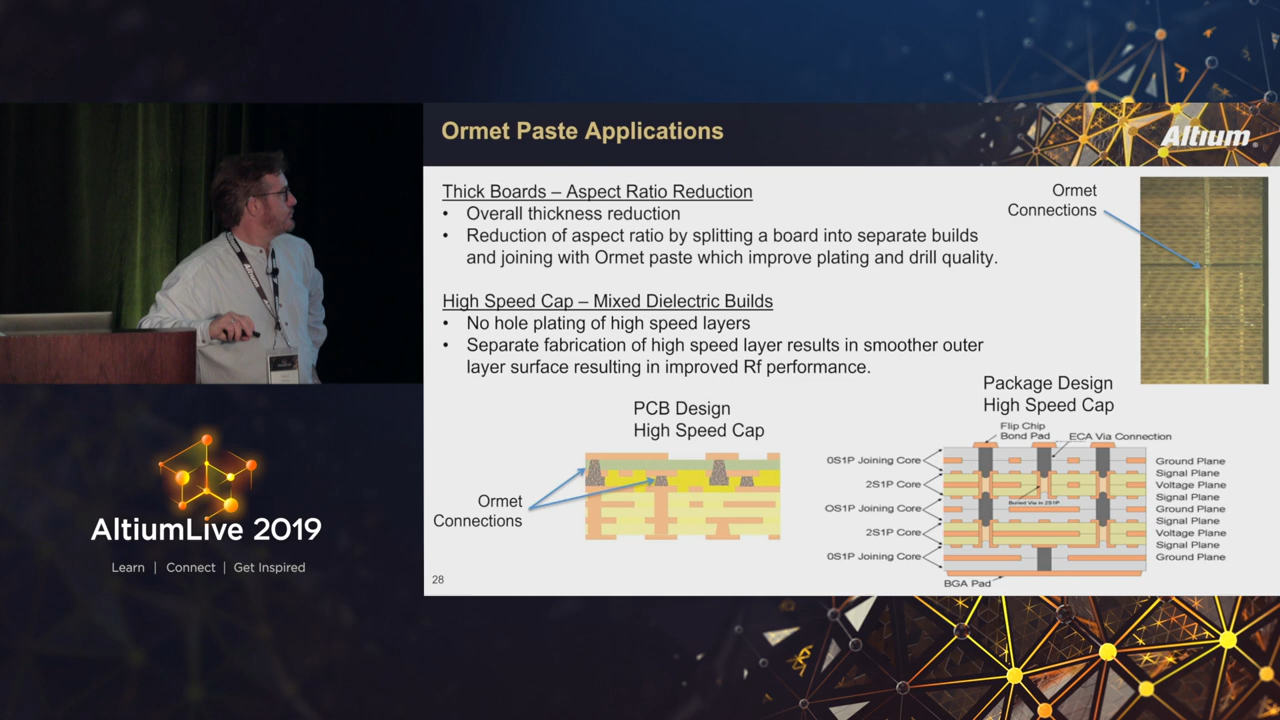 Ormet Paste Applications
Altium
Thick Boards – Aspect Ratio Reduction
• Overall thickness reduction
• Reduction of aspect ratio by splitting a board into separate builds
and joining with Ormet paste which improve plating and drill quality.
Ormet
Connections
High Speed Cap – Mixed Dielectric Builds
• No hole plating of high speed layers
• Separate fabrication of high speed layer results in smoother outer
layer surface resulting in improved Rf performance.
PCB Design
High Speed Cap
Ormet
Connections
Package Design
High Speed Cap
Flip Chip
Bond Pad
ECA Via Connection
0S1P Joining Core
2S1P Core
OS1P Joining Core
2S1P Core
0S1P Joining Core
Buried Via in 2S1P
Ground Plane
Signal Plane
Voltage Plane
Signal Plane
Ground Plane
Signal Plane
Voltage Plane
Signal Plane
Ground Plane
BGA Pad
28
AltiumLive 2019
Learn | Connect | Get Inspired